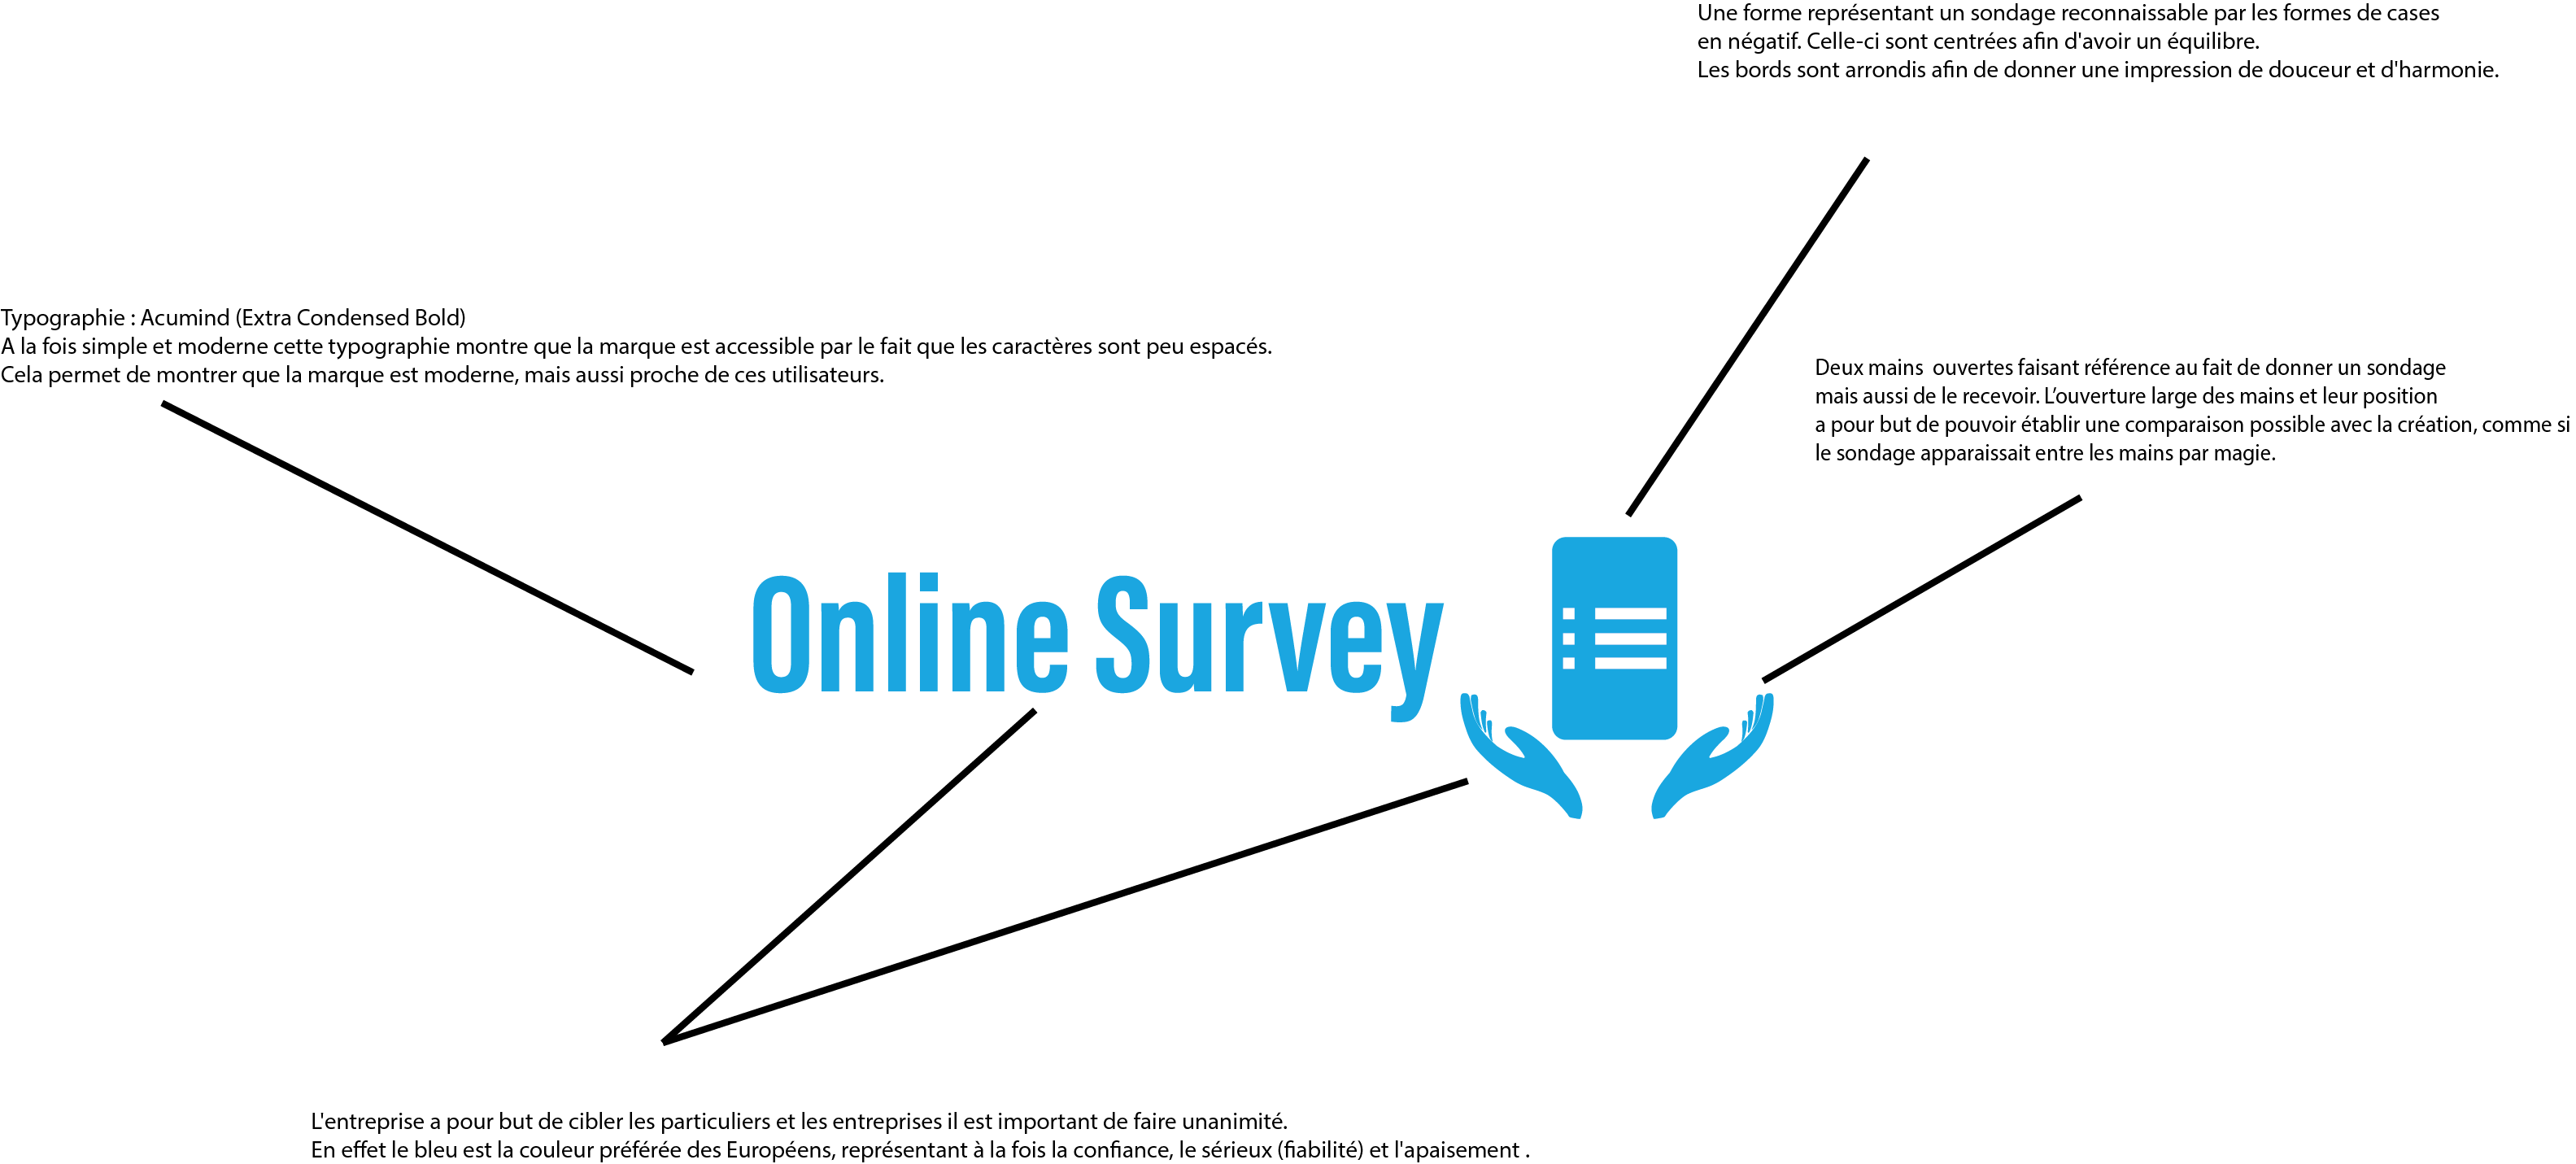 Une forme représentant un sondage reconnaissable par les formes de cases
en négatif. Celle-ci sont centrées afin d'avoir un équilibre.
Les bords sont arrondis afin de donner une impression de douceur et d'harmonie.
Typographie : Acumind (Extra Condensed Bold)
A la fois simple et moderne cette typographie montre que la marque est accessible par le fait que les caractères sont peu espacés.
Cela permet de montrer que la marque est moderne, mais aussi proche de ces utilisateurs.
Deux mains  ouvertes faisant référence au fait de donner un sondage
mais aussi de le recevoir. L’ouverture large des mains et leur position
a pour but de pouvoir établir une comparaison possible avec la création, comme si
le sondage apparaissait entre les mains par magie.
Online Survey
L'entreprise a pour but de cibler les particuliers et les entreprises il est important de faire unanimité.
En effet le bleu est la couleur préférée des Européens, représentant à la fois la confiance, le sérieux (fiabilité) et l'apaisement .